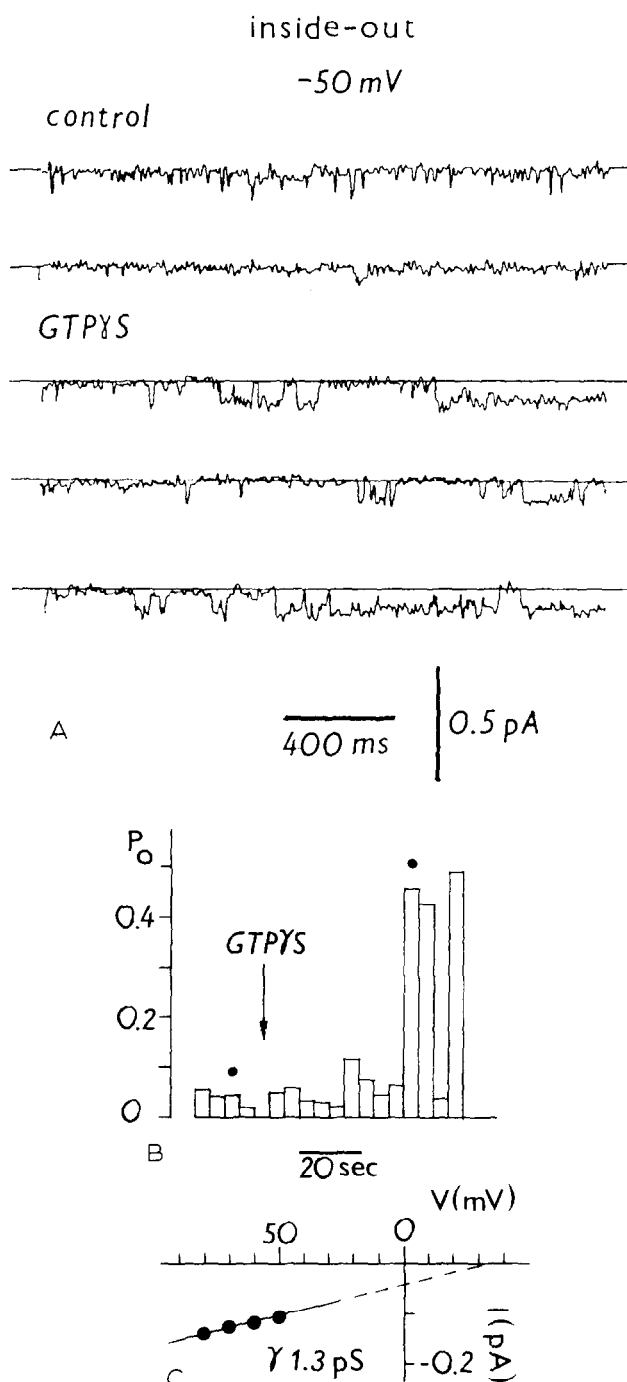 inside-out
-50 mV
control
GTPγS
A
400 ms
0.5 pA
Po
0.4
GTPγS
0.2
0
B
20 sec
V(mV)
50
0
I(pA)
γ 1.3 pS
-0.2
C